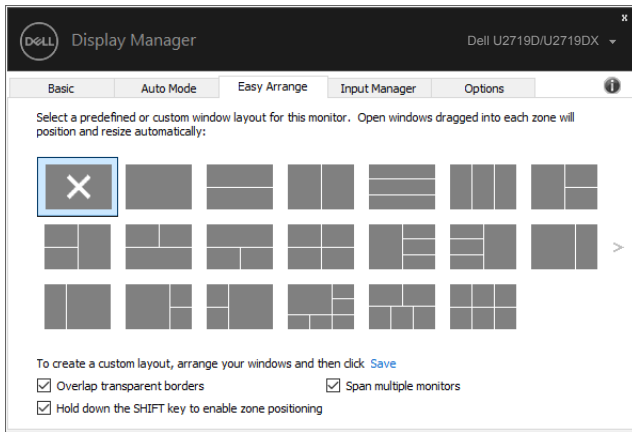 x
DELL Display Manager Dell U2719D/U2719DX
Basic Auto Mode Easy Arrange Input Manager Options
Select a predefined or custom window layout for this monitor. Open windows dragged into each zone will
position and resize automatically:
To create a custom layout, arrange your windows and then click Save
Overlap transparent borders Span multiple monitors
Hold down the SHIFT key to enable zone positioning